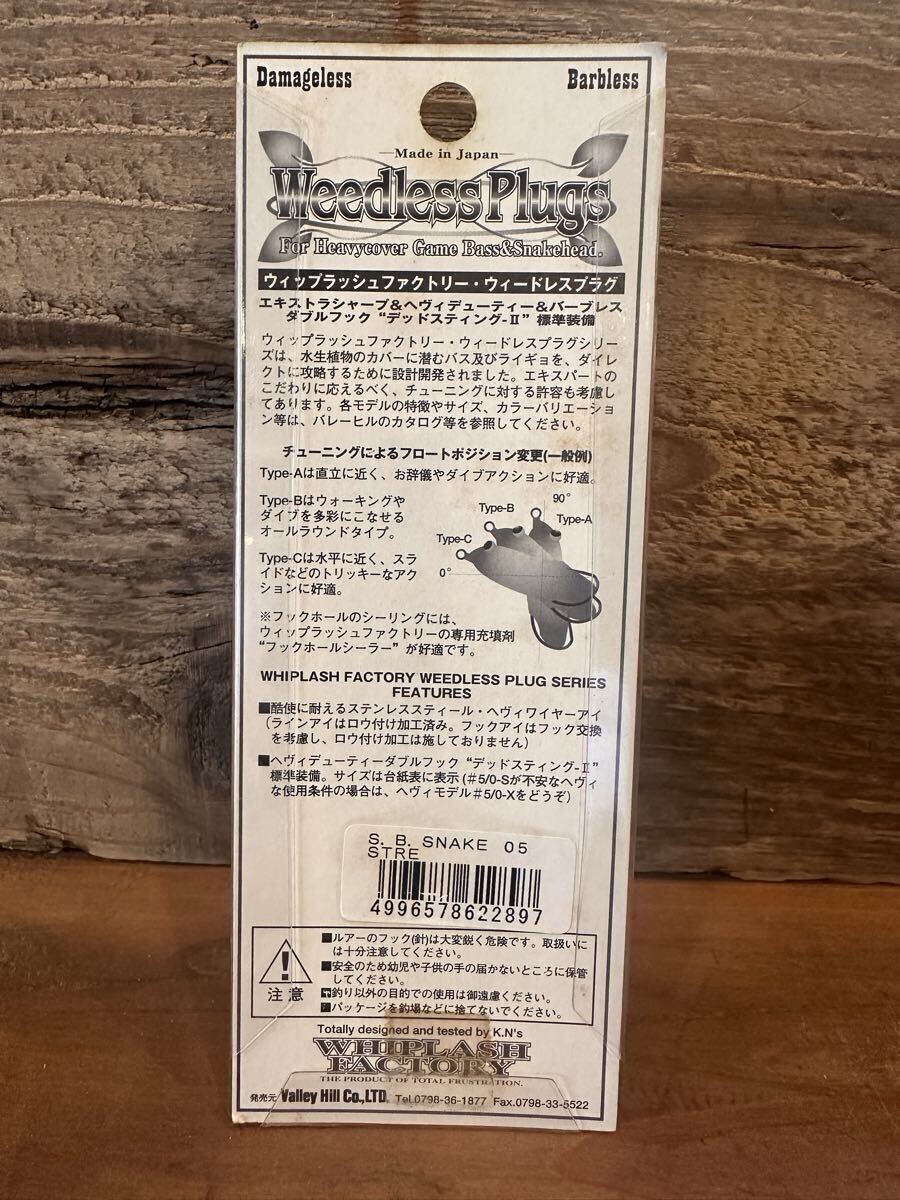 Damageless Barbless
Made in Japan
Weedless Plugs
For Heavycover Game Bass&Snakehead.
ウィップラッシュファクトリー・ウィードレスプラグ
エキストラシャープ&ヘヴィデューティー&バーブレス
ダブルフック“デッドスティング-Ⅱ”標準装備
ウィップラッシュファクトリー・ウィードレスプラグシリー
ズは、水生植物のカバーに潜むバス及びライギョを、ダイレ
クトに攻略するために設計開発されました。エキスパートの
こだわりに応えるべく、チューニングに対する許容も考慮し
てあります。各モデルの特徴やサイズ、カラーバリエーショ
ン等は、バレーヒルのカタログ等を参照してください。
チューニングによるフロートポジション変更(一般例)
Type-Aは直立に近く、お辞儀やダイブアクションに好適。
Type-Bはウォーキングや
ダイブを多彩にこなせる
オールラウンドタイプ。
Type-Cは水平に近く、スラ
イドなどのトリッキーなアク
ションに好適。
90°
Type-B
Type-A
Type-C
0°
※フックホールのシーリングには、
ウィップラッシュファクトリーの専用充填剤
“フックホールシーラー”が好適です。
WHIPLASH FACTORY WEEDLESS PLUG SERIES
FEATURES
■酷使に耐えるステンレススティール・ヘヴィワイヤーアイ
(ラインアイはロウ付け加工済み。フックアイはフック交換
を考慮し、ロウ付け加工は施しておりません)
■ヘヴィデューティーダブルフック“デッドスティング-Ⅱ”
標準装備。サイズは台紙表に表示(#5/0-Sが不安なヘヴィ
な使用条件の場合は、ヘヴィモデル#5/0-Xをどうぞ)
S. B. SNAKE 05
STRE
4996578622897
注意
■ルアーのフック(針)は大変鋭く危険です。取扱いに
は十分注意してください。
■安全のため幼児や子供の手の届かないところに保管
してください。
■釣り以外の目的での使用は御遠慮ください。
■パッケージを釣場などに捨てないでください。
Totally designed and tested by K.N's
WHIPLASH
FACTORY
THE PRODUCT OF TOTAL FRUSTRATION.
発売元 Valley Hill Co.,LTD. Tel.0798-36-1877 Fax.0798-33-5522